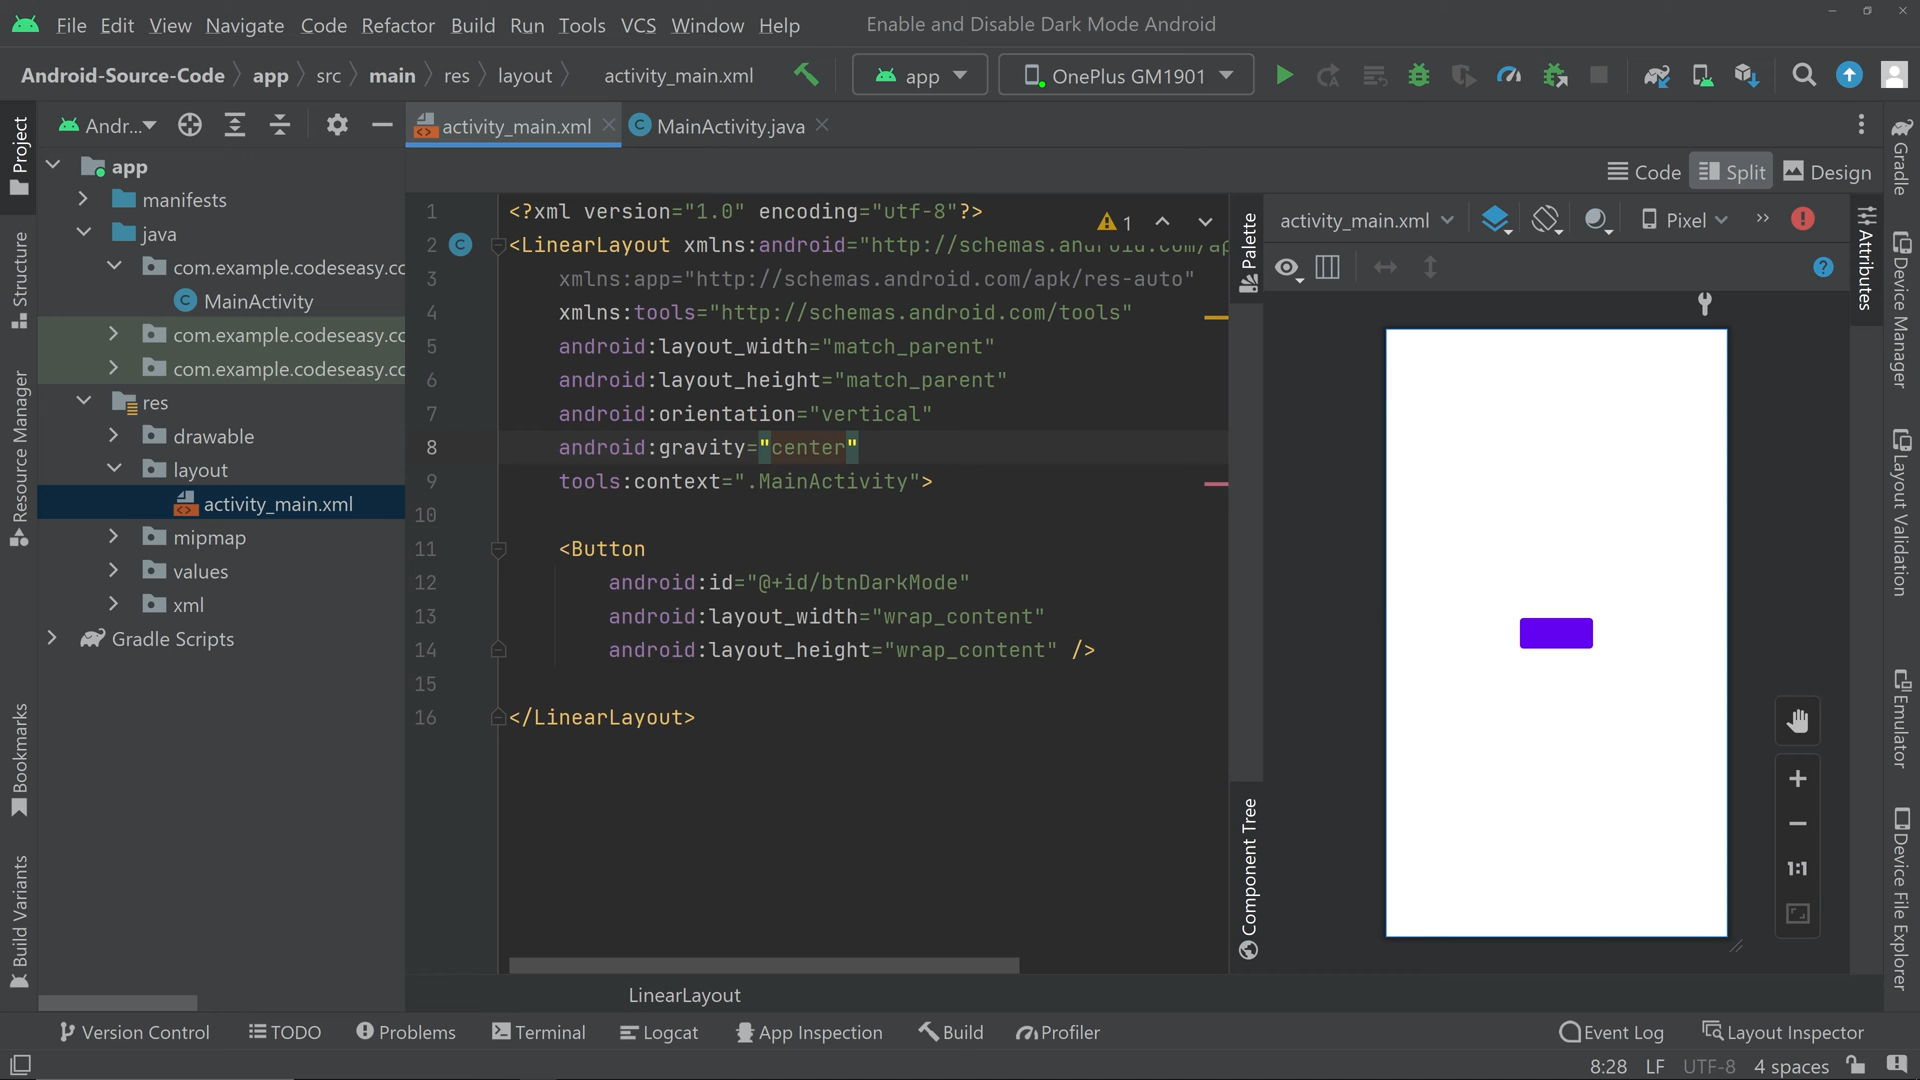 File Edit View Navigate Code Refactor Build Run Tools VCS Window Help Enable and Disable Dark Mode Android
Android-Source-Code app src main res layout activity_main.xml app OnePlus GM1901
Project
Andr...
activity_main.xml MainActivity.java
Code Split Design
app
manifests
java
com.example.codeseasy.co
MainActivity
com.example.codeseasy.co
com.example.codeseasy.co
res
drawable
layout
activity_main.xml
mipmap
values
xml
Gradle Scripts
Structure
Resource Manager
Bookmarks
Build Variants
1 <?xml version="1.0" encoding="utf-8"?>
1
2 <LinearLayout xmlns:android="http://schemas.android.com/ap
3 xmlns:app="http://schemas.android.com/apk/res-auto"
4 xmlns:tools="http://schemas.android.com/tools"
5 android:layout_width="match_parent"
6 android:layout_height="match_parent"
7 android:orientation="vertical"
8 android:gravity="center"
9 tools:context=".MainActivity">
10
11 <Button
12 android:id="@+id/btnDarkMode"
13 android:layout_width="wrap_content"
14 android:layout_height="wrap_content" />
15
16 </LinearLayout>
LinearLayout
Palette
Component Tree
activity_main.xml Pixel
1:1
Attributes
Gradle
Device Manager
Layout Validation
Emulator
Device File Explorer
Version Control TODO Problems Terminal Logcat App Inspection Build Profiler Event Log Layout Inspector
8:28 LF UTF-8 4 spaces